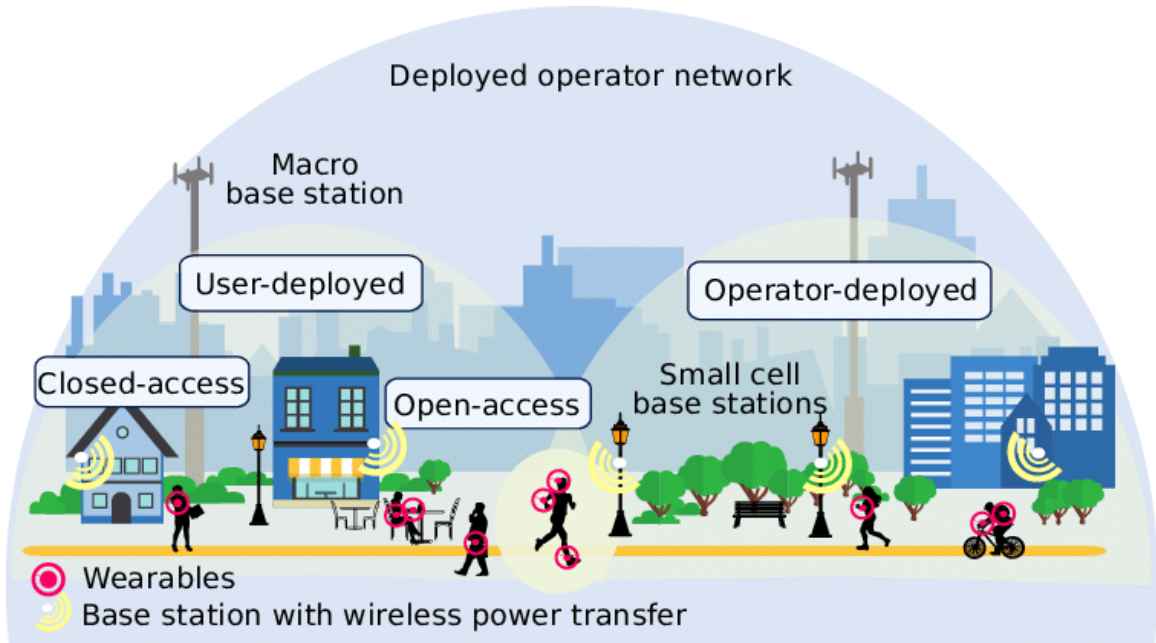 Deployed operator network
Macro
base station
User-deployed
Operator-deployed
Closed-access
Open-access
Small cell
base stations
Wearables
Base station with wireless power transfer